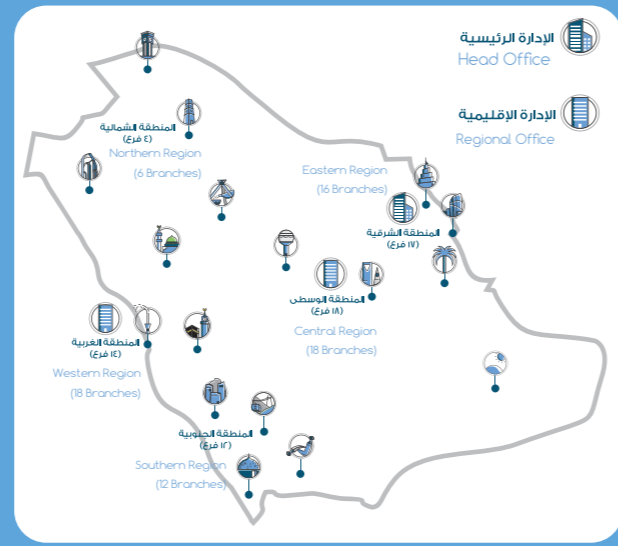 الإدارة الرئيسية
Head Office
الإدارة الإقليمية
Regional Office
المنطقة الشمالية
(٤ فرع)
Northern Region
(6 Branches)
Eastern Region
(16 Branches)
المنطقة الشرقية
(١٧ فرع)
المنطقة الوسطى
(١٨ فرع)
Central Region
(18 Branches)
المنطقة الغربية
(١٤ فرع)
Western Region
(18 Branches)
المنطقة الجنوبية
(١٢ فرع)
Southern Region
(12 Branches)